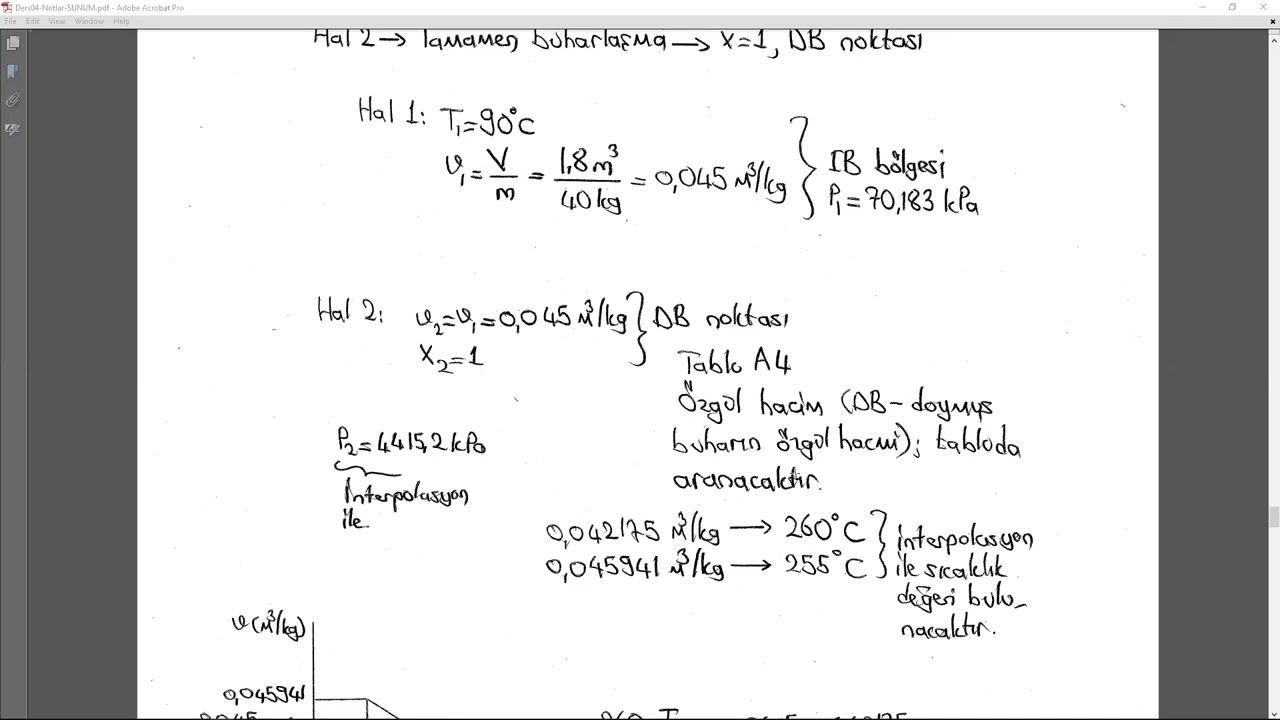 Ders04-Notlar-SUNUM.pdf - Adobe Acrobat Pro
File Edit View Window Help
Hal 2 → Tamamen buharlaşma → X=1, DB noktası
Hal 1: T₁=90°C
v₁ = V/m = 1,8 m³/40 kg = 0,045 m³/kg } IB bölgesi
P₁ = 70,183 kPa
Hal 2: v₂=v₁=0,045 m³/kg } DB noktası
X₂=1
Tablo A4
Özgül hacim (DB-doymuş
buharın özgül hacmi); tabloda
aranacaktır.
P₂=4415,2 kPa
İnterpolasyon
ile
0,042175 m³/kg → 260°C } interpolasyon
0,045941 m³/kg → 255°C } ile sıcaklık
değeri bulu-
nacaktır.
v(m³/kg)
0,045941